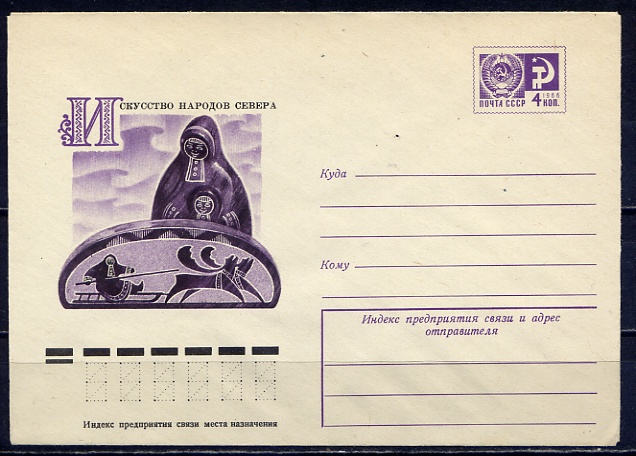 ИСКУССТВО НАРОДОВ СЕВЕРА
ПОЧТА СССР
1966
4 КОП.
Куда
Кому
Индекс предприятия связи и адрес
отправителя
Индекс предприятия связи места назначения